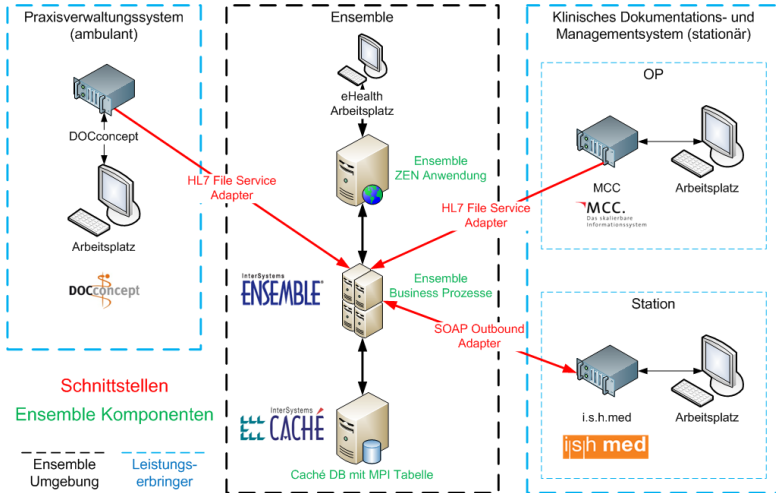 Praxisverwaltungssystem
(ambulant)
DOCconcept
Arbeitsplatz
DOCconcept
HL7 File Service
Adapter
Ensemble
eHealth
Arbeitsplatz
Ensemble
ZEN Anwendung
InterSystems
ENSEMBLE®
Ensemble
Business Prozesse
InterSystems
CACHÉ
Caché DB mit MPI Tabelle
HL7 File Service
Adapter
SOAP Outbound
Adapter
Klinisches Dokumentations- und
Managementsystem (stationär)
OP
MCC
Arbeitsplatz
MCC.
Das skalierbare
Informationssystem
Station
i.s.h.med
Arbeitsplatz
i.s.h med
Schnittstellen
Ensemble Komponenten
Ensemble
Umgebung
Leistungs-
erbringer